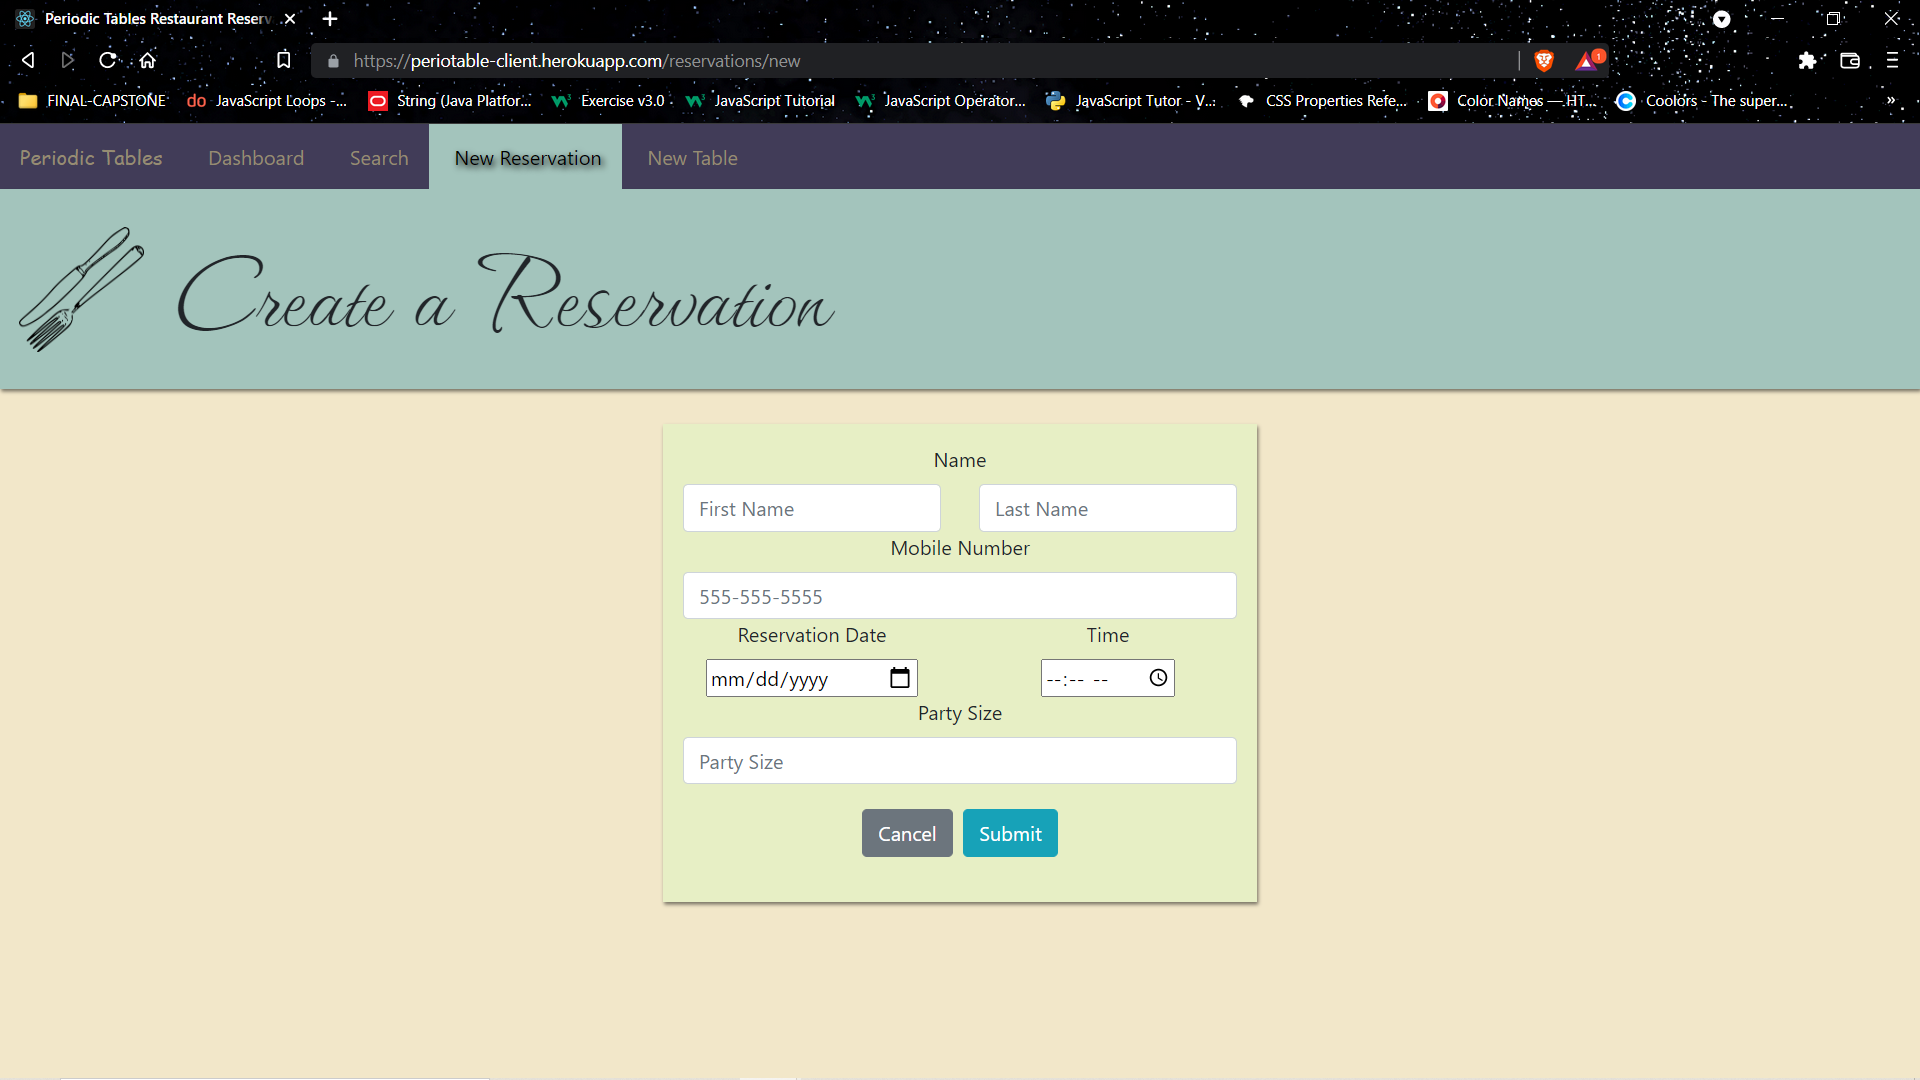 Periodic Tables Restaurant Reserv
https://periotable-client.herokuapp.com/reservations/new
1
FINAL-CAPSTONE do JavaScript Loops -... String (Java Platfor... Exercise v3.0 JavaScript Tutorial JavaScript Operator... JavaScript Tutor - V... CSS Properties Refe... Color Names — HT... Coolors - The super... »
Periodic Tables Dashboard Search New Reservation New Table
Create a Reservation
Name
First Name Last Name
Mobile Number
555-555-5555
Reservation Date Time
mm/dd/yyyy --:-- --
Party Size
Party Size
Cancel Submit